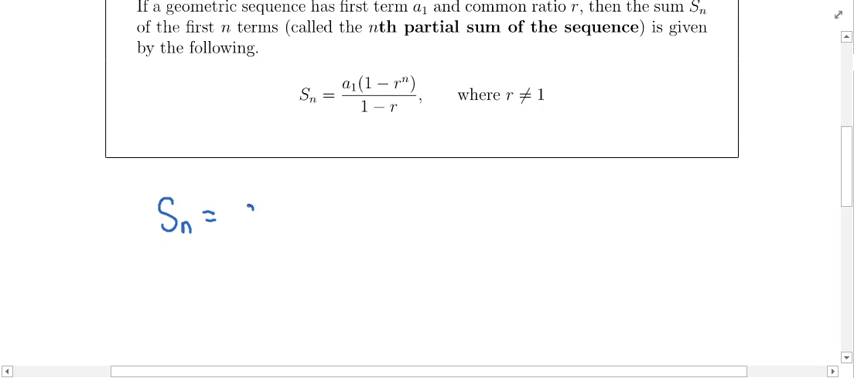 If a geometric sequence has first term a₁ and common ratio r, then the sum Sₙ
of the first n terms (called the nth partial sum of the sequence) is given
by the following.
Sₙ = a₁(1 − rⁿ) / (1 − r), where r ≠ 1
Sₙ =